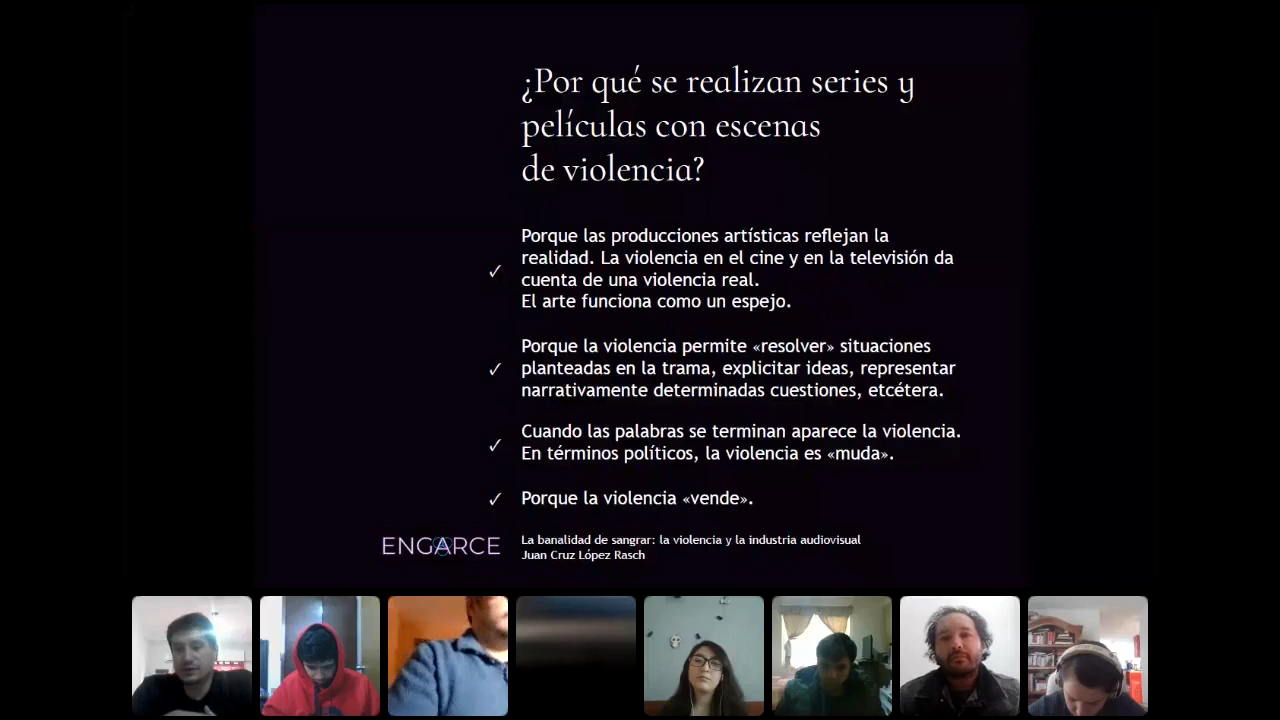 ¿Por qué se realizan series y
películas con escenas
de violencia?
Porque las producciones artísticas reflejan la
realidad. La violencia en el cine y en la televisión da
cuenta de una violencia real.
El arte funciona como un espejo.
Porque la violencia permite «resolver» situaciones
planteadas en la trama, explicitar ideas, representar
narrativamente determinadas cuestiones, etcétera.
Cuando las palabras se terminan aparece la violencia.
En términos políticos, la violencia es «muda».
Porque la violencia «vende».
ENGARCE
La banalidad de sangrar: la violencia y la industria audiovisual
Juan Cruz López Rasch